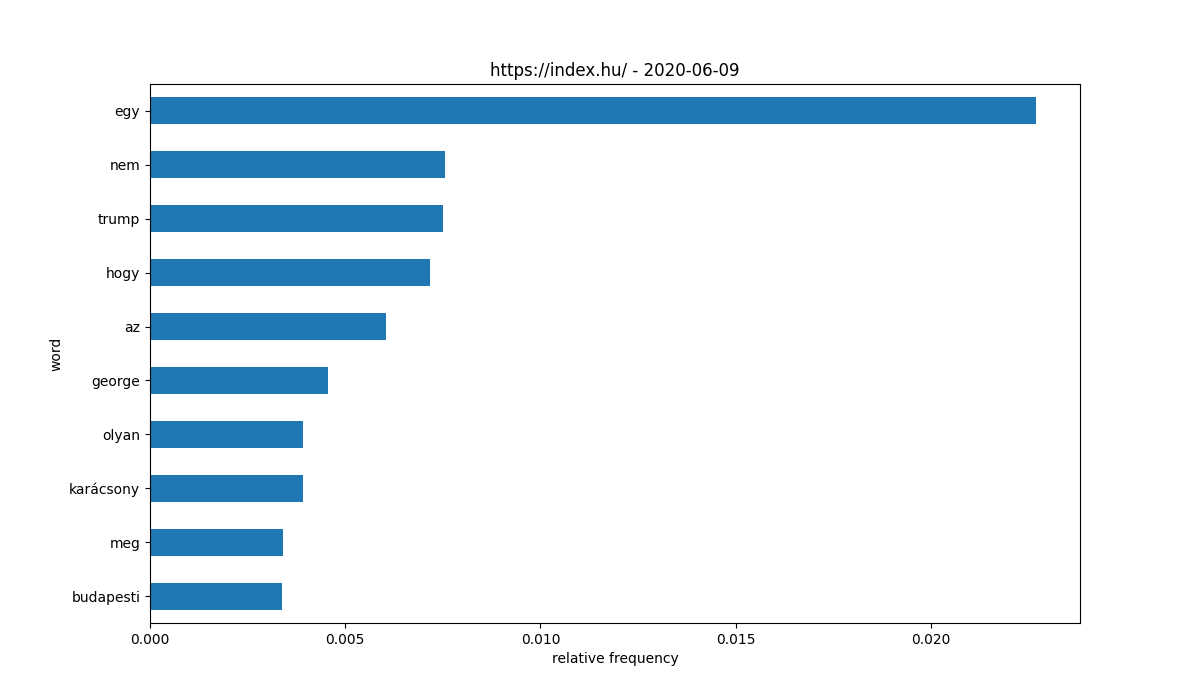 https://index.hu/ - 2020-06-09
egy
nem
trump
hogy
az
george
olyan
karácsony
meg
budapesti
word
0.000 0.005 0.010 0.015 0.020
relative frequency